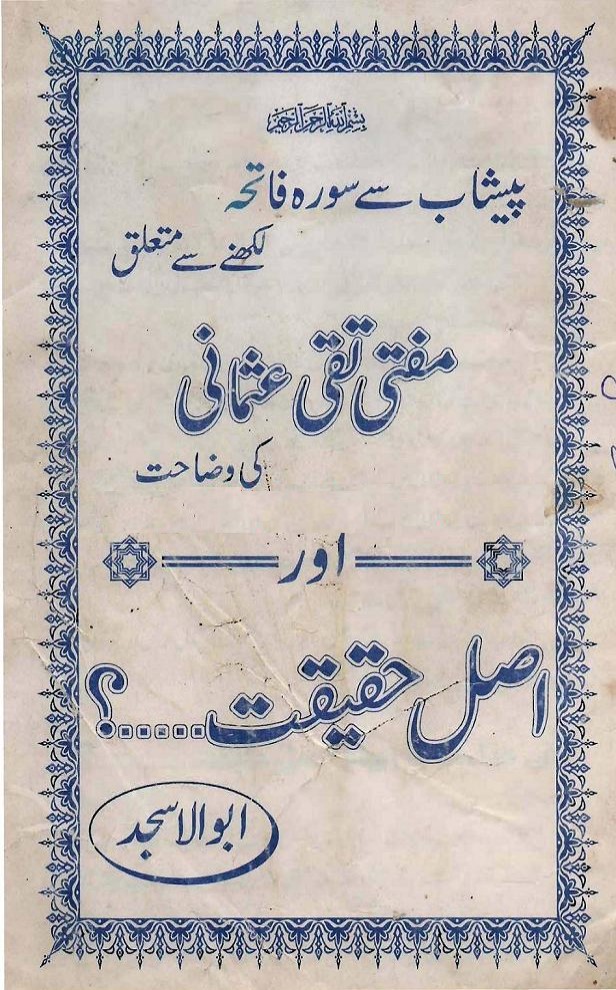 بسم اللہ الرحمن الرحیم
پیشاب سے سورہ فاتحہ
لکھنے سے متعلق
مفتی تقی عثمانی
کی وضاحت
اور
اصل حقیقت.....؟
ابوالاسجد